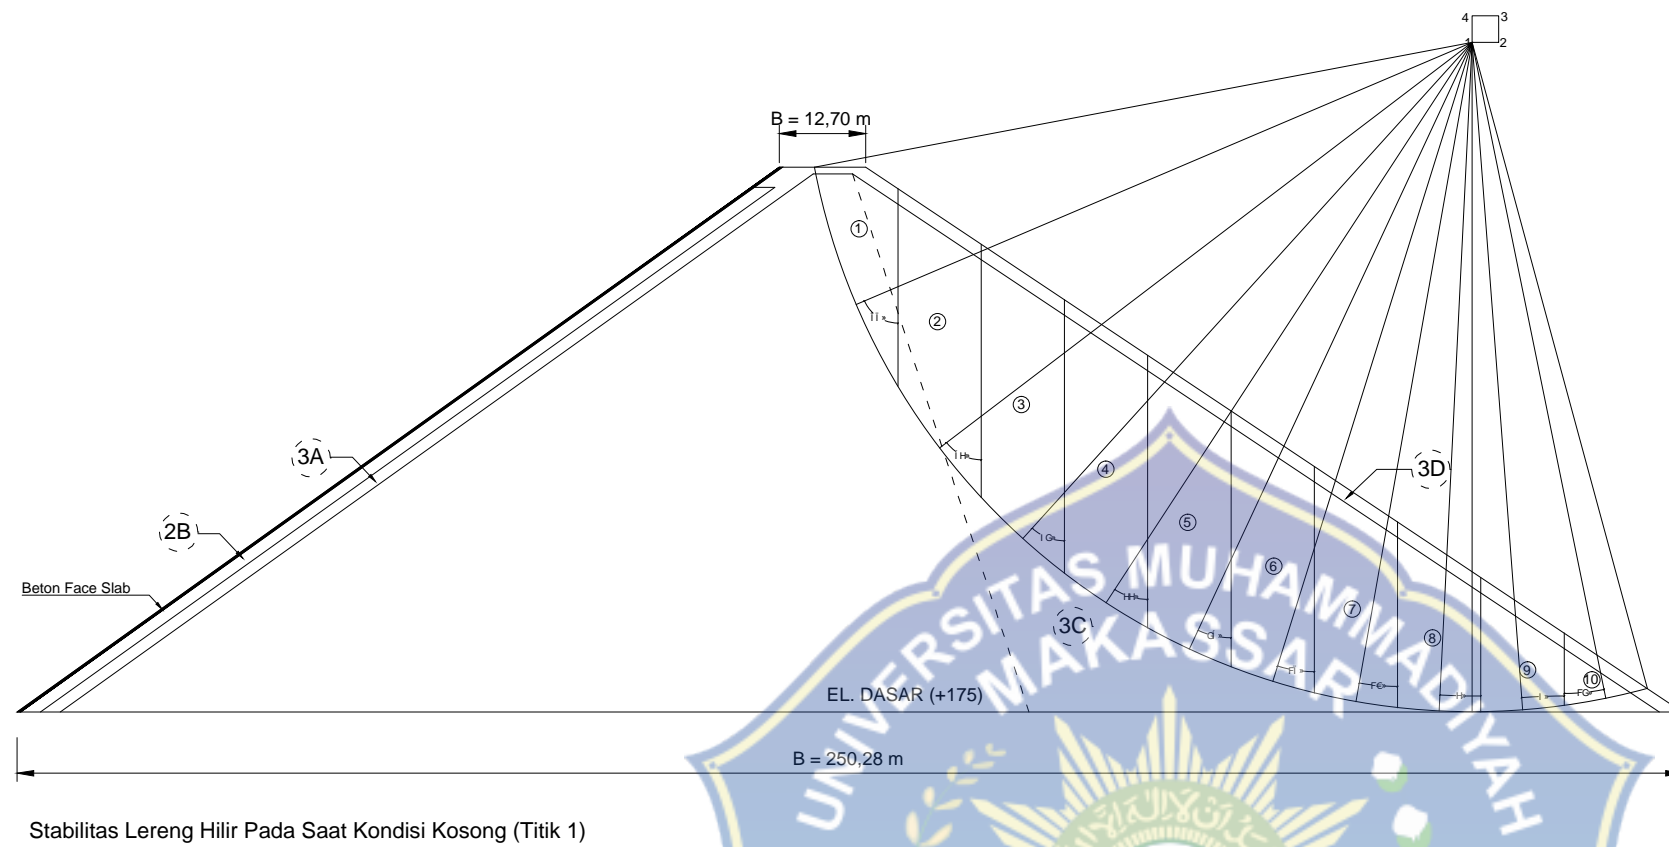 4 3
1 2
B = 12,70 m
1
2
3
4
5
6
7
8
9
10
3A
2B
3D
3C
Beton Face Slab
EL. DASAR (+175)
B = 250,28 m
UNIVERSITAS MUHAMMADIYAH
MAKASSAR
Stabilitas Lereng Hilir Pada Saat Kondisi Kosong (Titik 1)